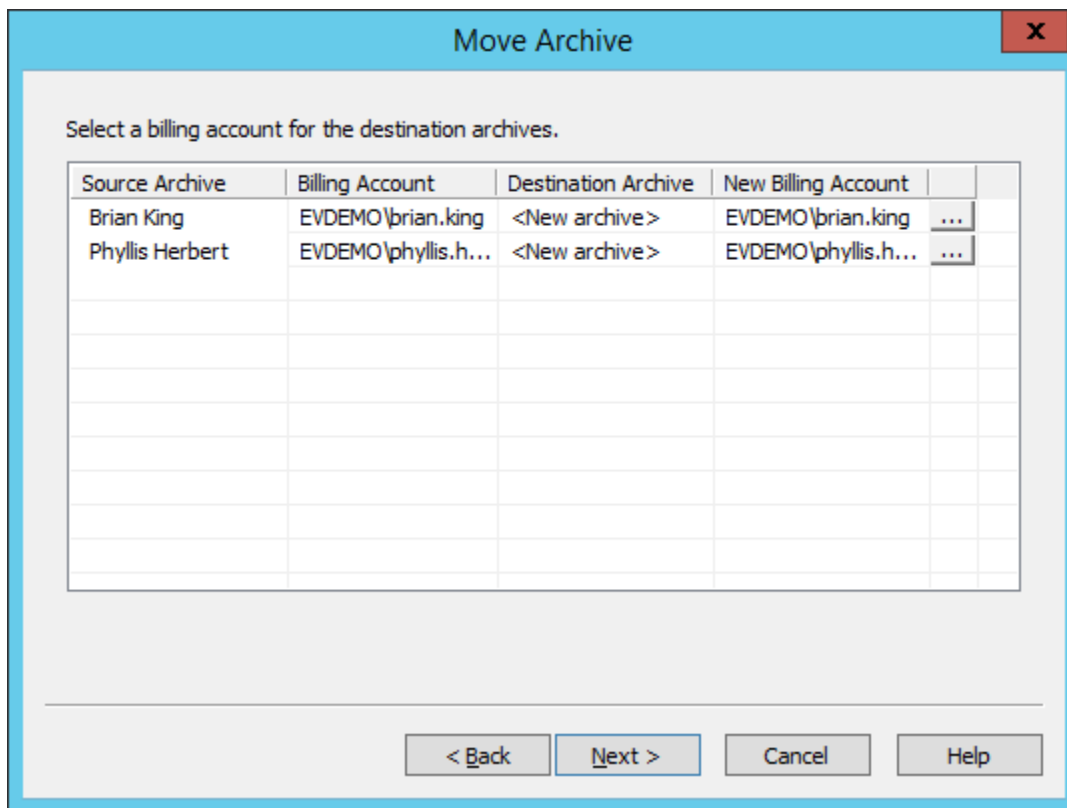 Move Archive
x
Select a billing account for the destination archives.
Source Archive Billing Account Destination Archive New Billing Account
Brian King EVDEMO\brian.king <New archive> EVDEMO\brian.king ...
Phyllis Herbert EVDEMO\phyllis.h... <New archive> EVDEMO\phyllis.h... ...
< Back Next > Cancel Help